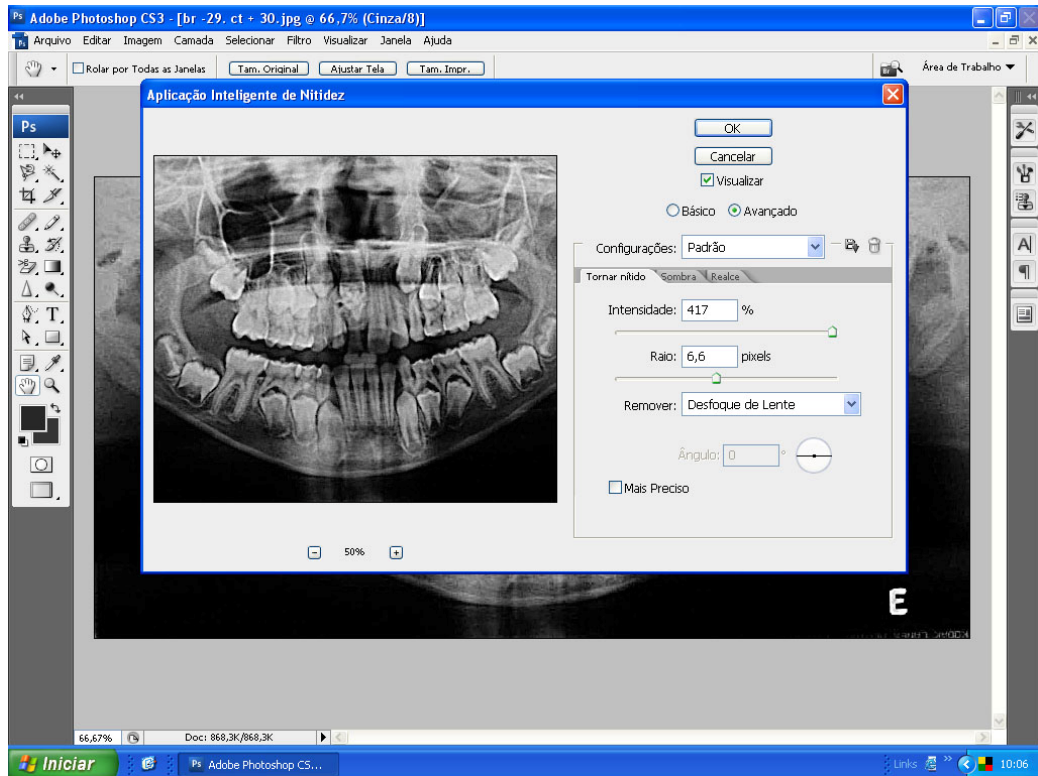 Adobe Photoshop CS3 - [br -29. ct + 30.jpg @ 66,7% (Cinza/8)]
Arquivo Editar Imagem Camada Selecionar Filtro Visualizar Janela Ajuda
Rolar por Todas as Janelas Tam. Original Ajustar Tela Tam. Impr. Área de Trabalho
Ps
Aplicação Inteligente de Nitidez
OK
Cancelar
Visualizar
Básico Avançado
Configurações: Padrão
Tornar nítido Sombra Realce
Intensidade: 417 %
Raio: 6,6 pixels
Remover: Desfoque de Lente
Ângulo: 0 °
Mais Preciso
50%
E
66,67% Doc: 868,3K/868,3K
Iniciar Adobe Photoshop CS... Links 10:06